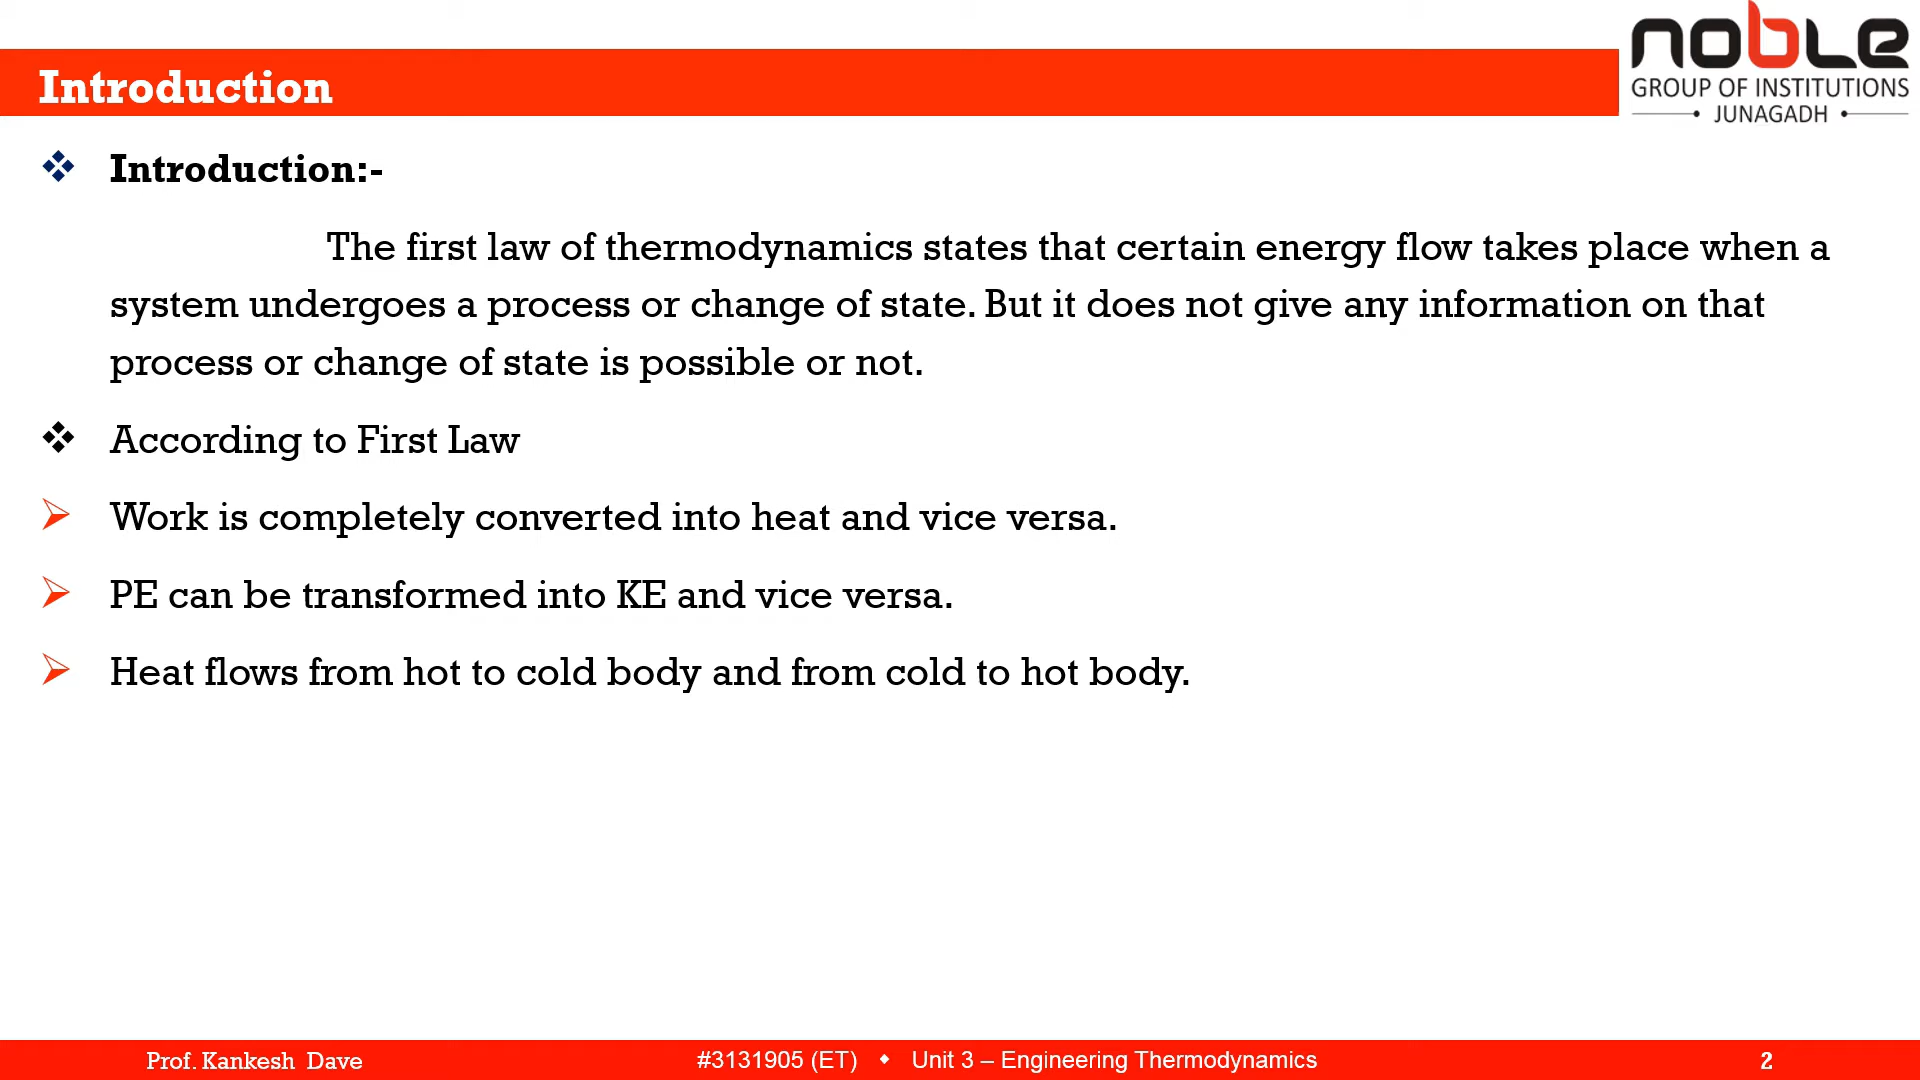 Introduction
noble
GROUP OF INSTITUTIONS
• JUNAGADH •
❖ Introduction:-
The first law of thermodynamics states that certain energy flow takes place when a
system undergoes a process or change of state. But it does not give any information on that
process or change of state is possible or not.
❖ According to First Law
➢ Work is completely converted into heat and vice versa.
➢ PE can be transformed into KE and vice versa.
➢ Heat flows from hot to cold body and from cold to hot body.
Prof. Kankesh Dave
#3131905 (ET) ⬥ Unit 3 – Engineering Thermodynamics
2